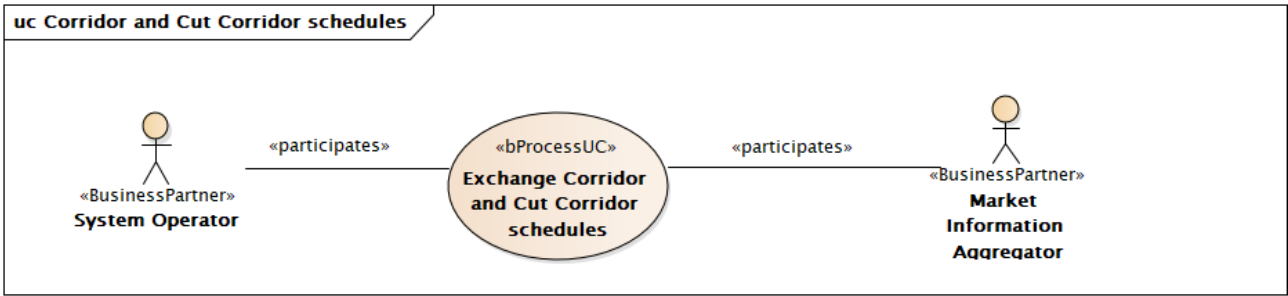 uc Corridor and Cut Corridor schedules
«participates»
«participates»
«bProcessUC»
Exchange Corridor
and Cut Corridor
schedules
«BusinessPartner»
System Operator
«BusinessPartner»
Market
Information
Aggregator